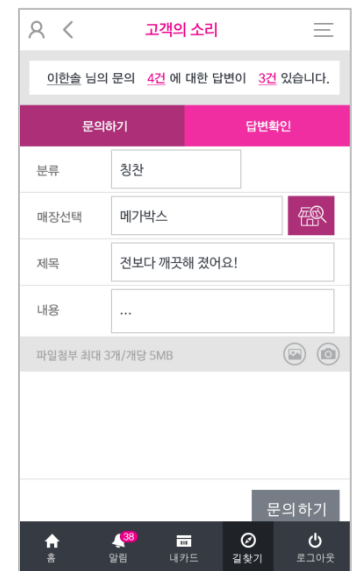 고객의 소리
이한솔 님의 문의 4건 에 대한 답변이 3건 있습니다.
문의하기 답변확인
분류 칭찬
매장선택 메가박스
제목 전보다 깨끗해 졌어요!
내용 ...
파일첨부 최대 3개/개당 5MB
문의하기
38
홈 알림 내카드 길찾기 로그아웃